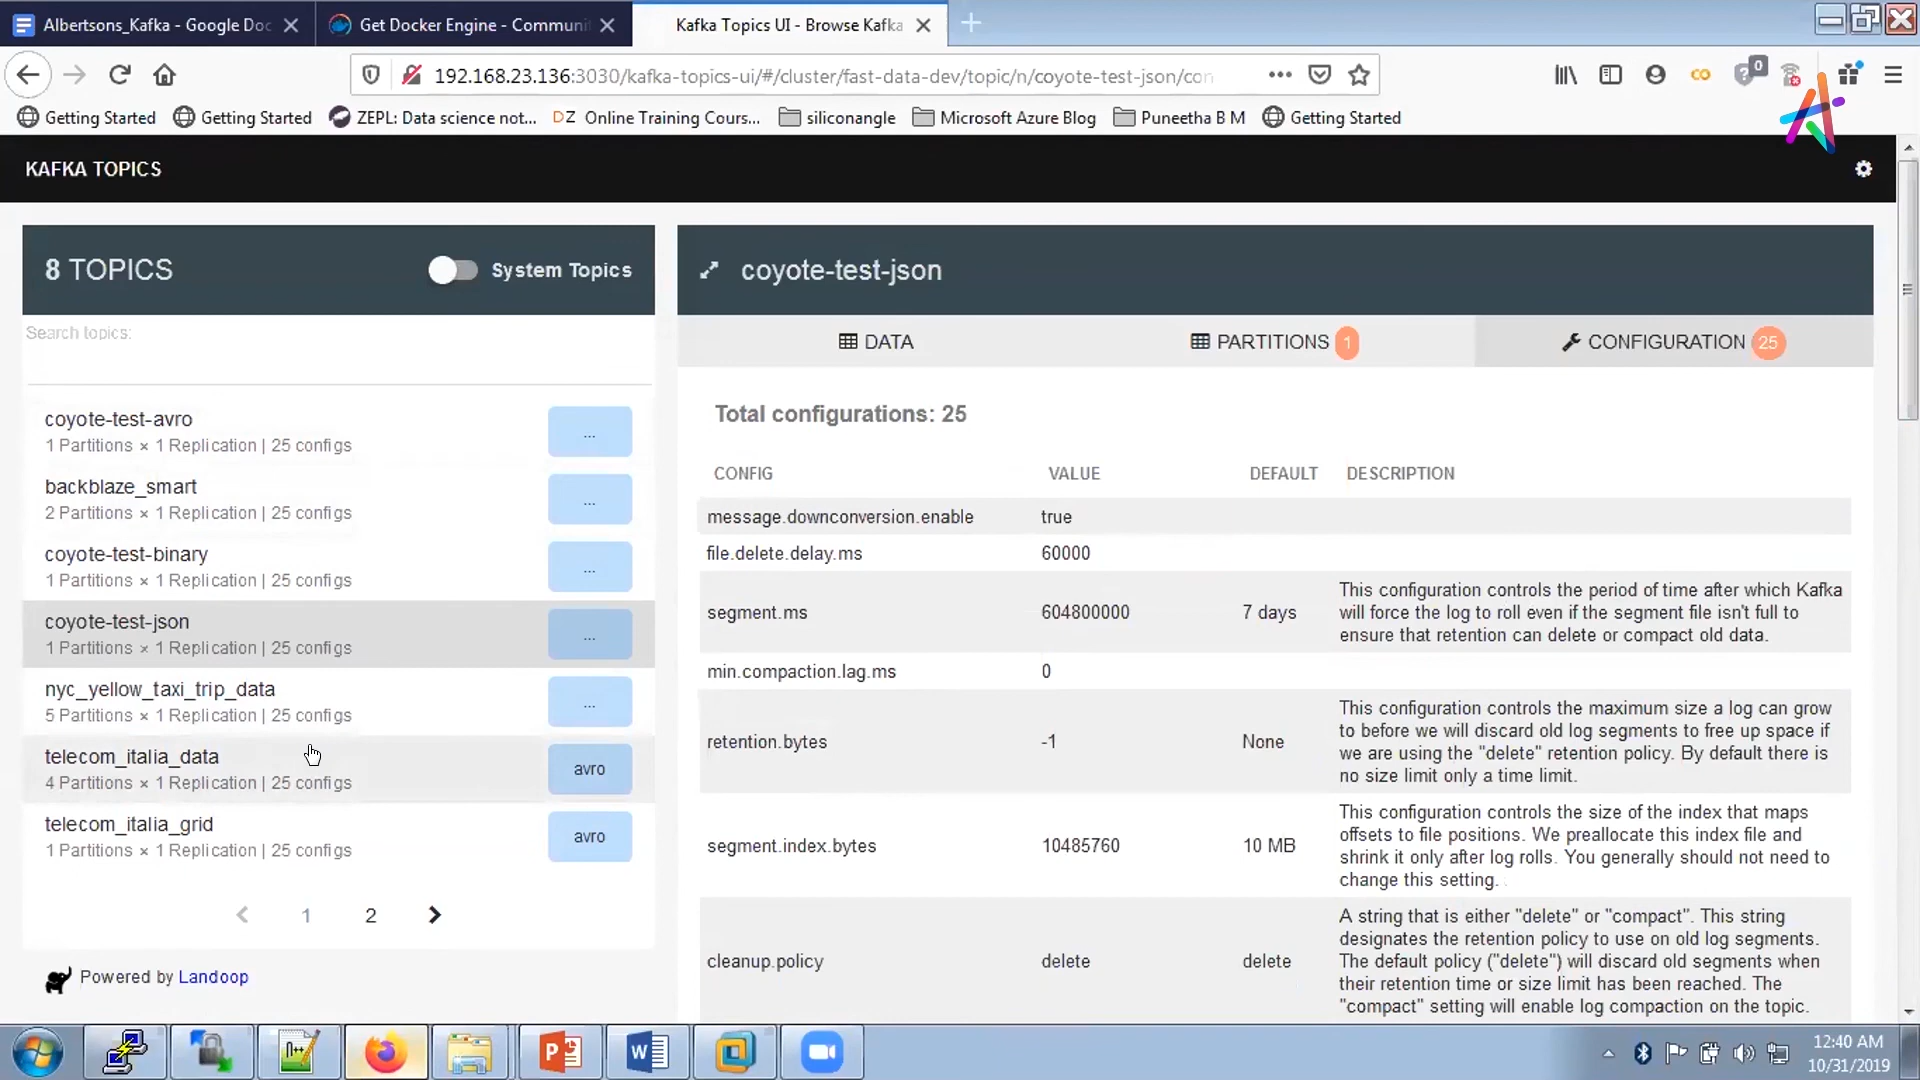 Albertsons_Kafka - Google Doc
Get Docker Engine - Communi
Kafka Topics UI - Browse Kafka
192.168.23.136:3030/kafka-topics-ui/#/cluster/fast-data-dev/topic/n/coyote-test-json/con
0
Getting Started
Getting Started
ZEPL: Data science not...
DZ Online Training Cours...
siliconangle
Microsoft Azure Blog
Puneetha B M
Getting Started
KAFKA TOPICS
8 TOPICS
System Topics
Search topics:
coyote-test-avro
1 Partitions × 1 Replication | 25 configs
...
backblaze_smart
2 Partitions × 1 Replication | 25 configs
...
coyote-test-binary
1 Partitions × 1 Replication | 25 configs
...
coyote-test-json
1 Partitions × 1 Replication | 25 configs
...
nyc_yellow_taxi_trip_data
5 Partitions × 1 Replication | 25 configs
...
telecom_italia_data
4 Partitions × 1 Replication | 25 configs
avro
telecom_italia_grid
1 Partitions × 1 Replication | 25 configs
avro
1 2
Powered by Landoop
coyote-test-json
DATA
PARTITIONS 1
CONFIGURATION 25
Total configurations: 25
CONFIG VALUE DEFAULT DESCRIPTION
message.downconversion.enable true
file.delete.delay.ms 60000
segment.ms 604800000 7 days
This configuration controls the period of time after which Kafka
will force the log to roll even if the segment file isn't full to
ensure that retention can delete or compact old data.
min.compaction.lag.ms 0
retention.bytes -1 None
This configuration controls the maximum size a log can grow
to before we will discard old log segments to free up space if
we are using the "delete" retention policy. By default there is
no size limit only a time limit.
segment.index.bytes 10485760 10 MB
This configuration controls the size of the index that maps
offsets to file positions. We preallocate this index file and
shrink it only after log rolls. You generally should not need to
change this setting.
cleanup.policy delete delete
A string that is either "delete" or "compact". This string
designates the retention policy to use on old log segments.
The default policy ("delete") will discard old segments when
their retention time or size limit has been reached. The
"compact" setting will enable log compaction on the topic.
12:40 AM
10/31/2019